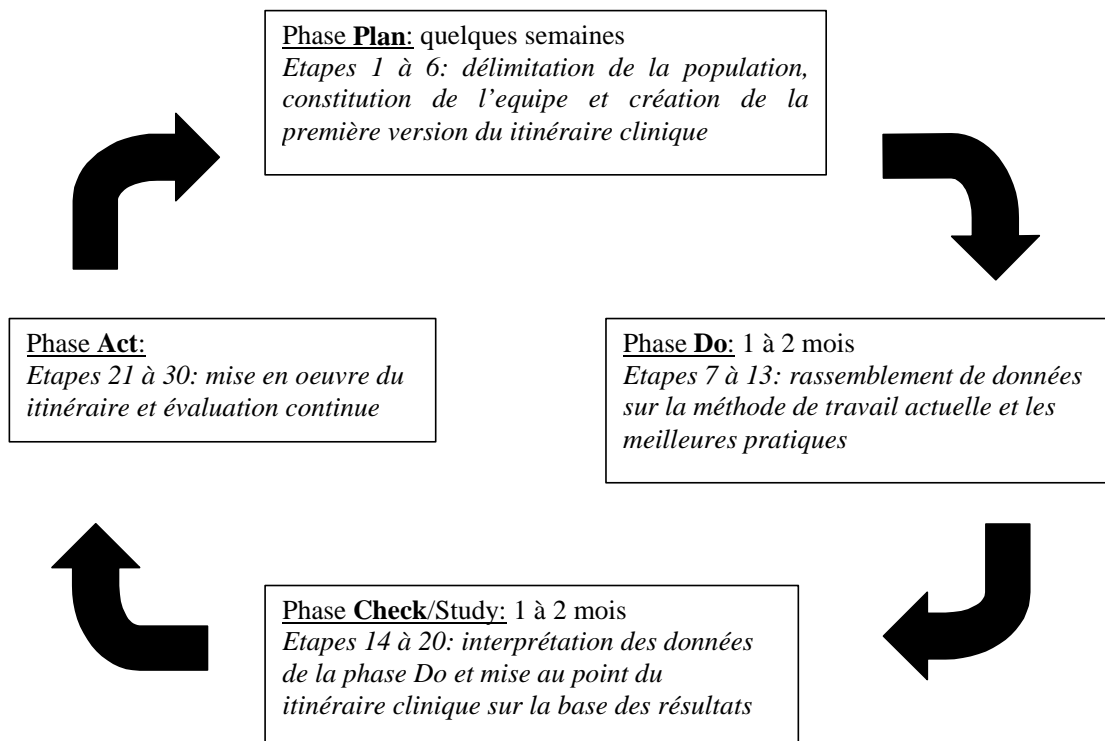 Phase Plan: quelques semaines
Etapes 1 à 6: délimitation de la population,
constitution de l’equipe et création de la
première version du itinéraire clinique
Phase Act:
Etapes 21 à 30: mise en oeuvre du
itinéraire et évaluation continue
Phase Do: 1 à 2 mois
Etapes 7 à 13: rassemblement de données
sur la méthode de travail actuelle et les
meilleures pratiques
Phase Check/Study: 1 à 2 mois
Etapes 14 à 20: interprétation des données
de la phase Do et mise au point du
itinéraire clinique sur la base des résultats